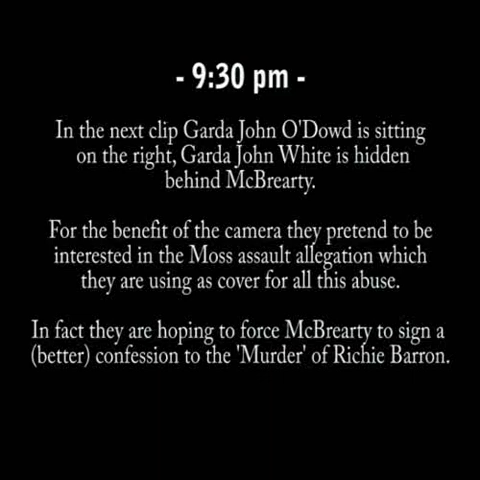 - 9:30 pm -
In the next clip Garda John O'Dowd is sitting
on the right, Garda John White is hidden
behind McBrearty.
For the benefit of the camera they pretend to be
interested in the Moss assault allegation which
they are using as cover for all this abuse.
In fact they are hoping to force McBrearty to sign a
(better) confession to the 'Murder' of Richie Barron.